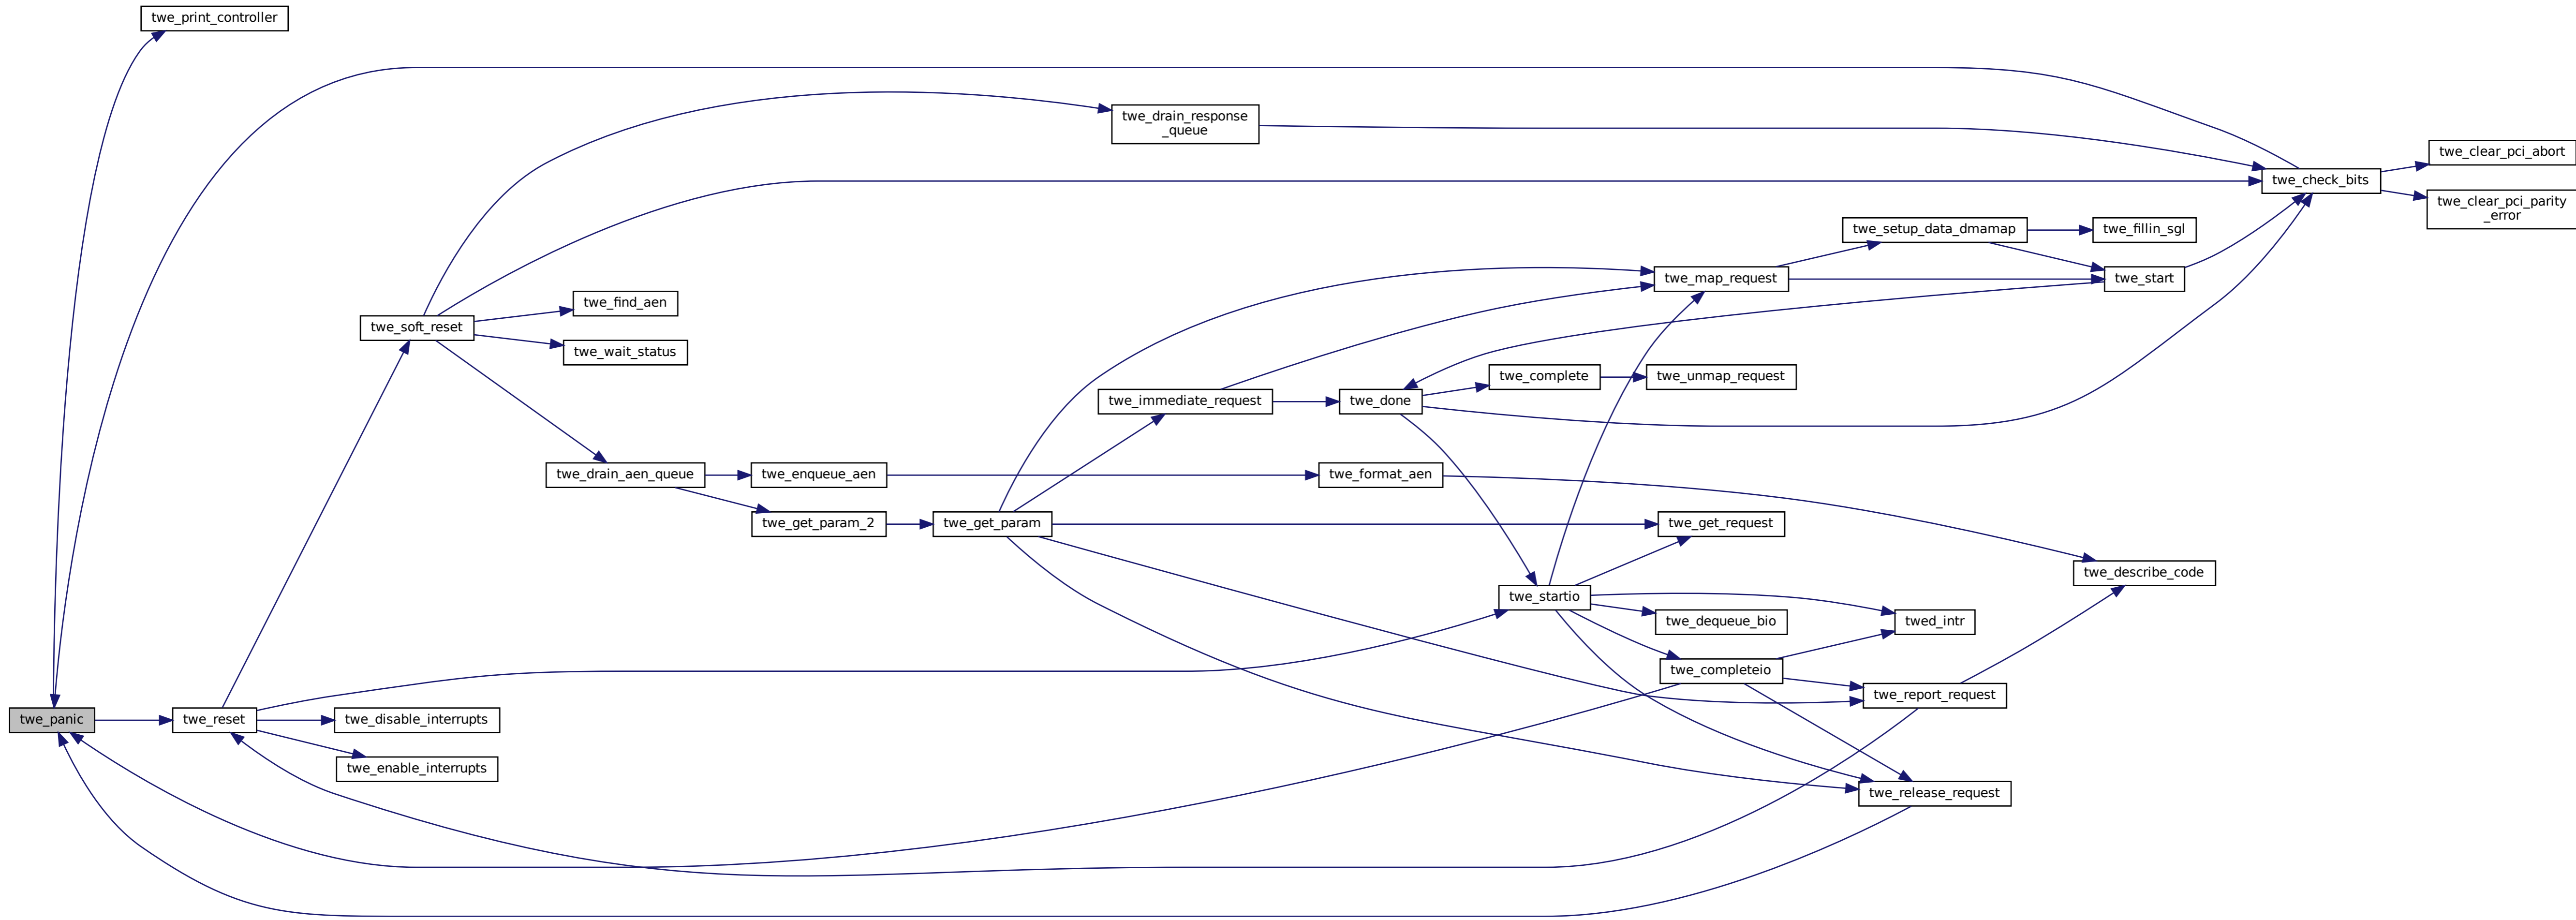 twe_print_controller
twe_drain_response
_queue
twe_clear_pci_abort
twe_check_bits
twe_clear_pci_parity
_error
twe_setup_data_dmamap
twe_fillin_sgl
twe_map_request
twe_start
twe_find_aen
twe_soft_reset
twe_wait_status
twe_complete
twe_unmap_request
twe_immediate_request
twe_done
twe_drain_aen_queue
twe_enqueue_aen
twe_format_aen
twe_get_param_2
twe_get_param
twe_get_request
twe_describe_code
twe_startio
twe_dequeue_bio
twed_intr
twe_completeio
twe_report_request
twe_panic
twe_reset
twe_disable_interrupts
twe_enable_interrupts
twe_release_request